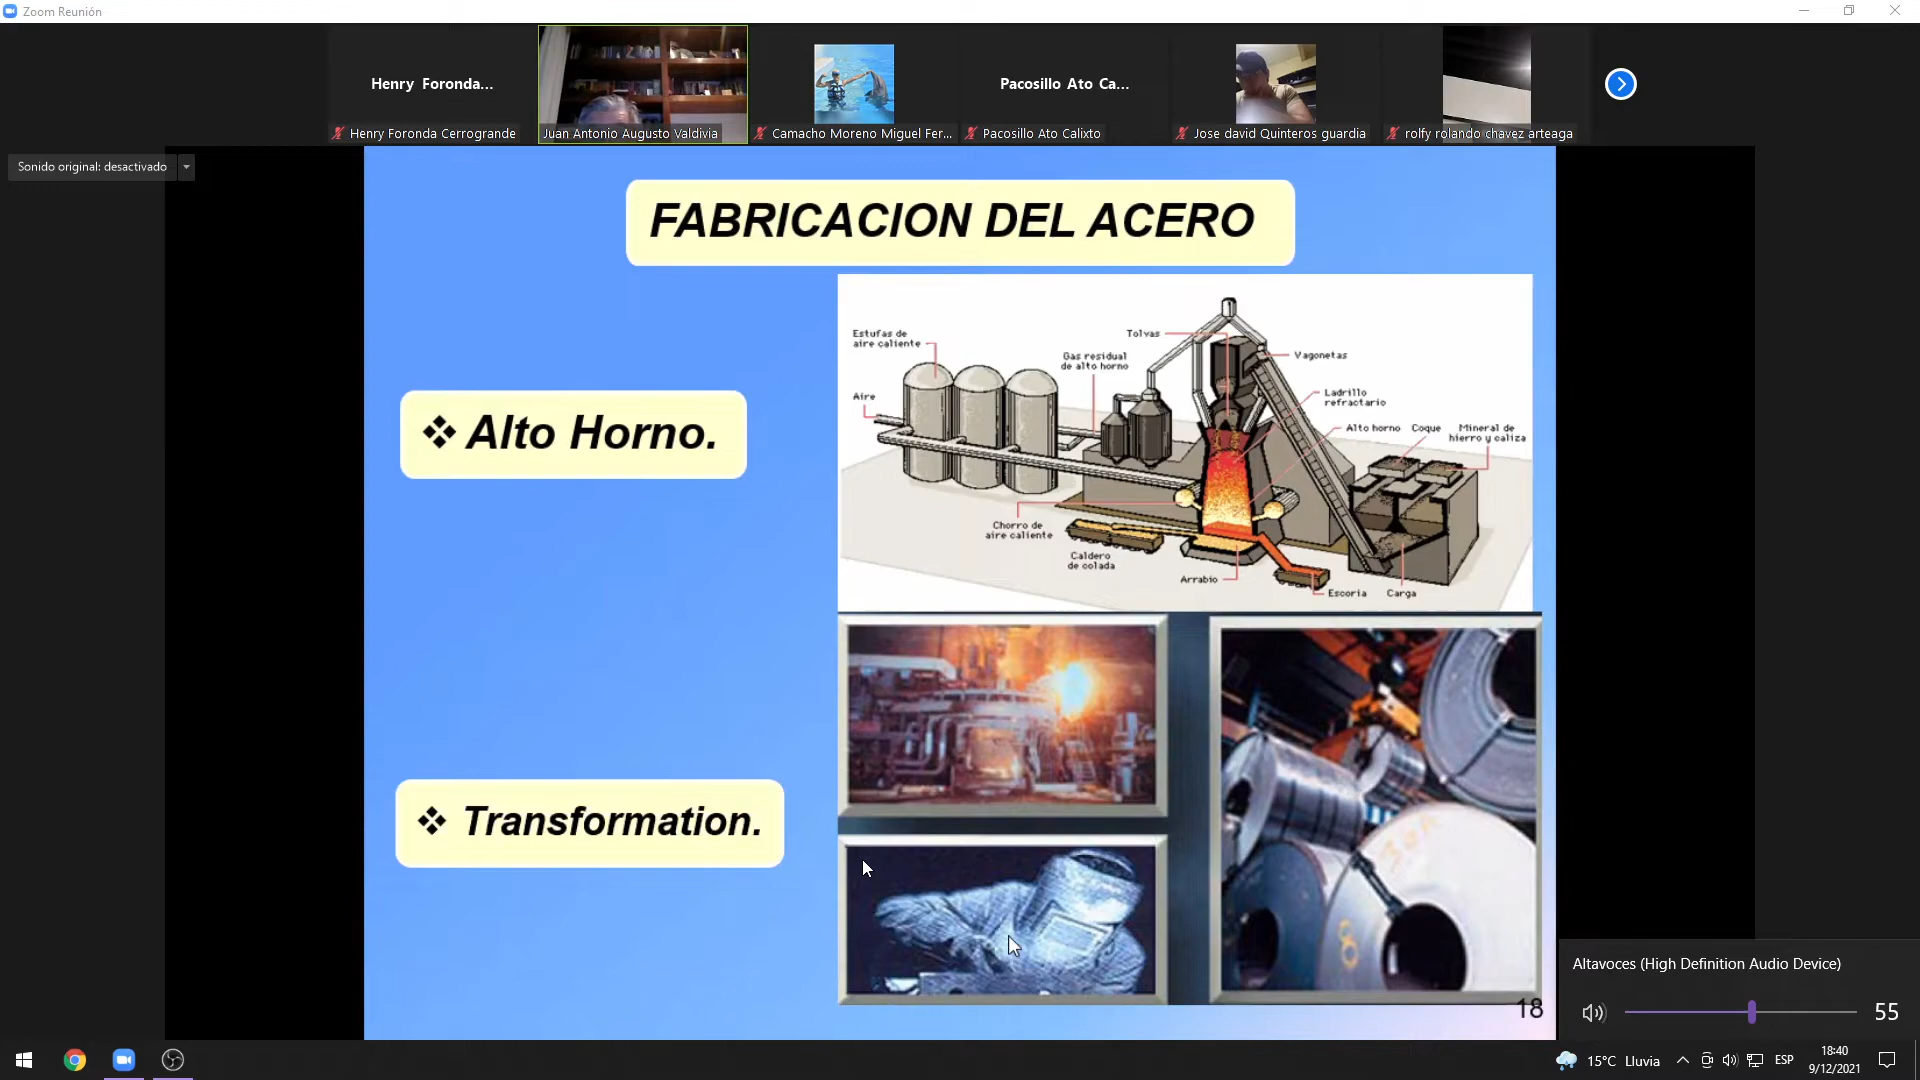 Zoom Reunión
Henry Foronda...
Pacosillo Ato Ca...
Henry Foronda Cerrogrande
Juan Antonio Augusto Valdivia
Camacho Moreno Miguel Fer...
Pacosillo Ato Calixto
Jose david Quinteros guardia
rolfy rolando chavez arteaga
Sonido original: desactivado
FABRICACION DEL ACERO
❖ Alto Horno.
Estufas de
aire caliente
Aire
Gas residual
de alto horno
Tolvas
Vagonetas
Ladrillo
refractario
Alto horno
Coque
Mineral de
hierro y caliza
Chorro de
aire caliente
Caldero
de colada
Arrabio
Escoria
Carga
❖ Transformation.
8
18
Altavoces (High Definition Audio Device)
55
15°C Lluvia
ESP
18:40
9/12/2021